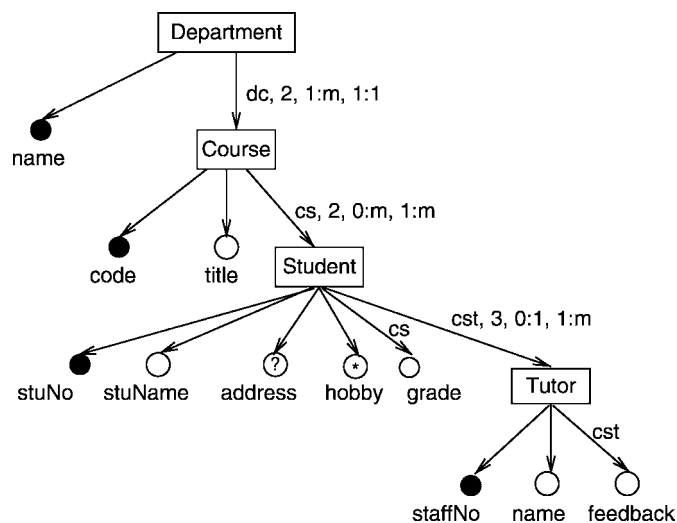 Department
dc, 2, 1:m, 1:1
name
Course
cs, 2, 0:m, 1:m
code
title
Student
cst, 3, 0:1, 1:m
cs
?
*
stuNo
stuName
address
hobby
grade
Tutor
cst
staffNo
name
feedback